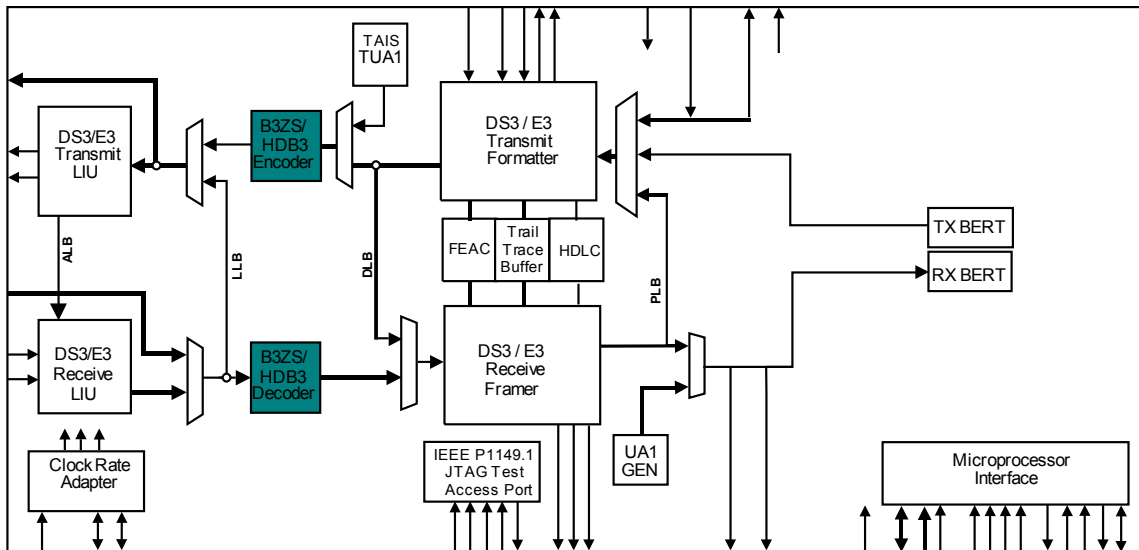 TAIS
TUA1
DS3/E3
Transmit
LIU
B3ZS/
HDB3
Encoder
DS3 / E3
Transmit
Formatter
TX BERT
RX BERT
ALB
LLB
DLB
FEAC
Trail
Trace
Buffer
HDLC
PLB
DS3/E3
Receive
LIU
B3ZS/
HDB3
Decoder
DS3 / E3
Receive
Framer
Clock Rate
Adapter
IEEE P1149.1
JTAG Test
Access Port
UA1
GEN
Microprocessor
Interface